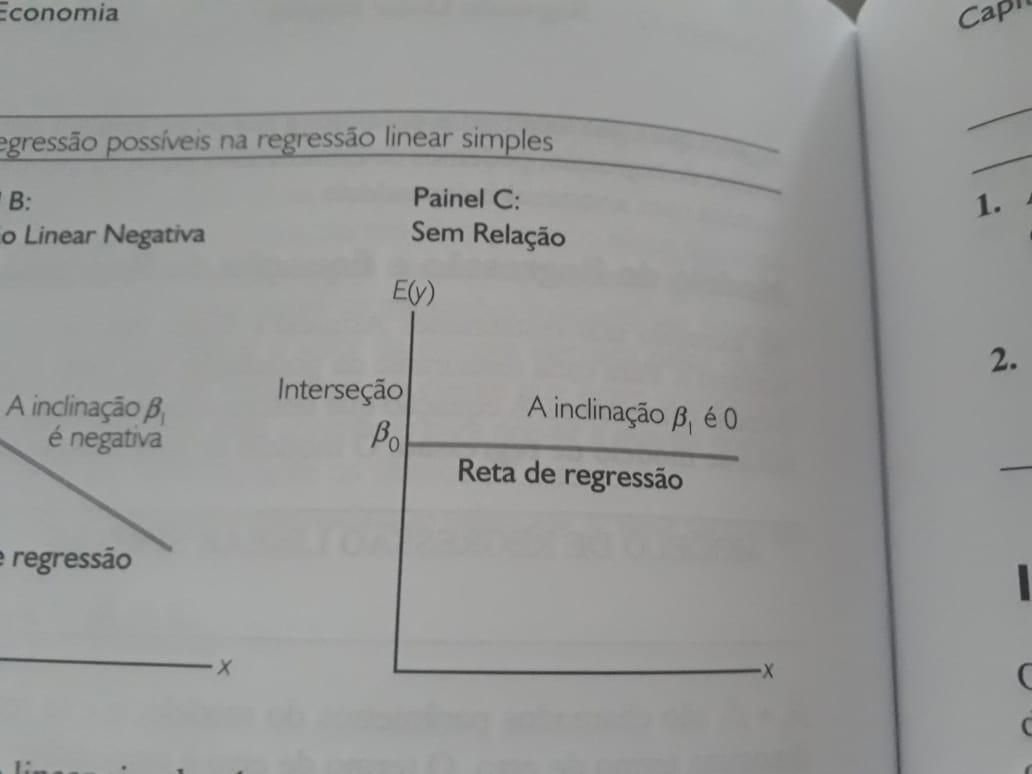 Economia
egressão possíveis na regressão linear simples
B:
o Linear Negativa
A inclinação β₁
é negativa
e regressão
x
Painel C:
Sem Relação
E(y)
Interseção
β₀
A inclinação β₁ é 0
Reta de regressão
x
1.
2.